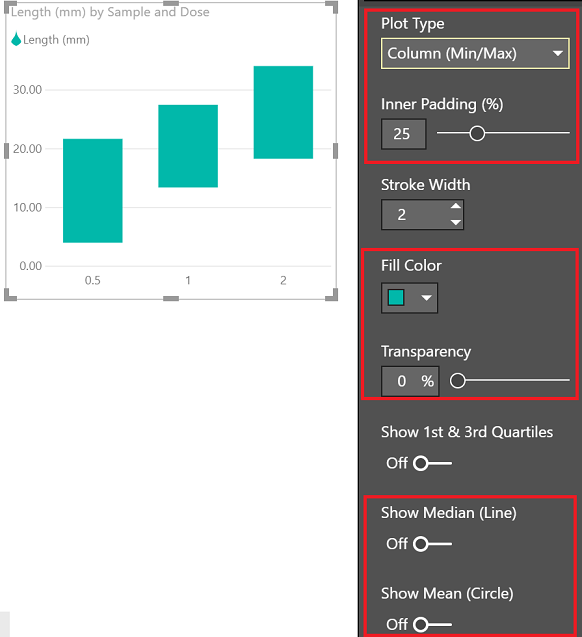 Length (mm) by Sample and Dose
Length (mm)
30.00
20.00
10.00
0.00
0.5 1 2
Plot Type
Column (Min/Max)
Inner Padding (%)
25
Stroke Width
2
Fill Color
Transparency
0 %
Show 1st & 3rd Quartiles
Off
Show Median (Line)
Off
Show Mean (Circle)
Off